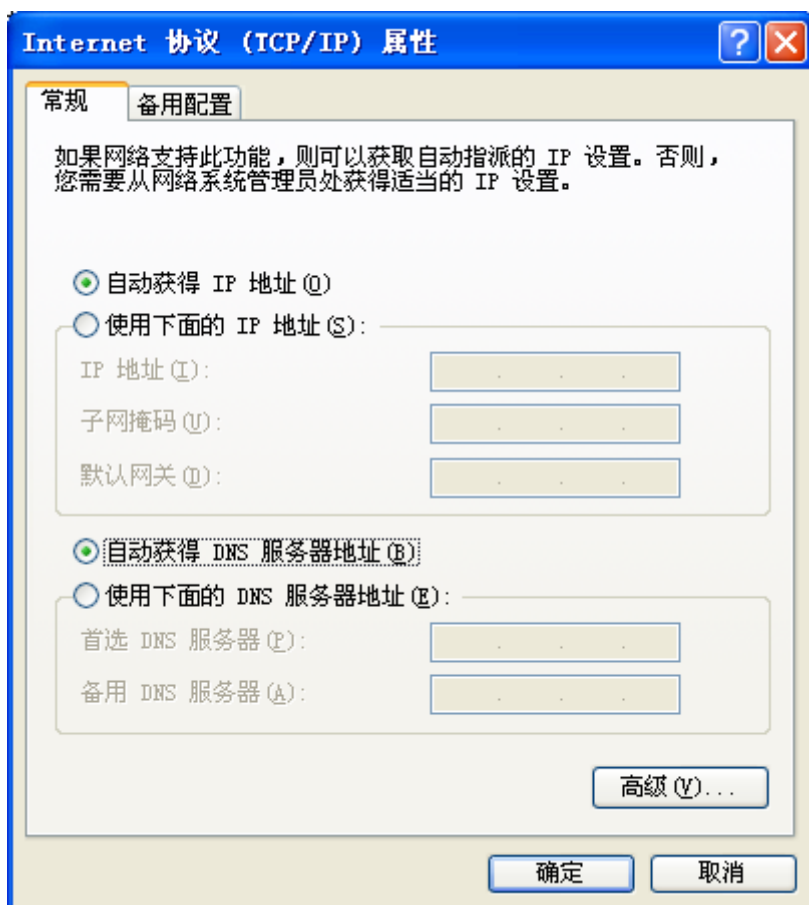 Internet 协议 (TCP/IP) 属性
常规
备用配置
如果网络支持此功能，则可以获取自动指派的 IP 设置。否则，
您需要从网络系统管理员处获得适当的 IP 设置。
自动获得 IP 地址(O)
使用下面的 IP 地址(S):
IP 地址(I):
子网掩码(U):
默认网关(D):
自动获得 DNS 服务器地址(B)
使用下面的 DNS 服务器地址(E):
首选 DNS 服务器(P):
备用 DNS 服务器(A):
高级(V)...
确定
取消